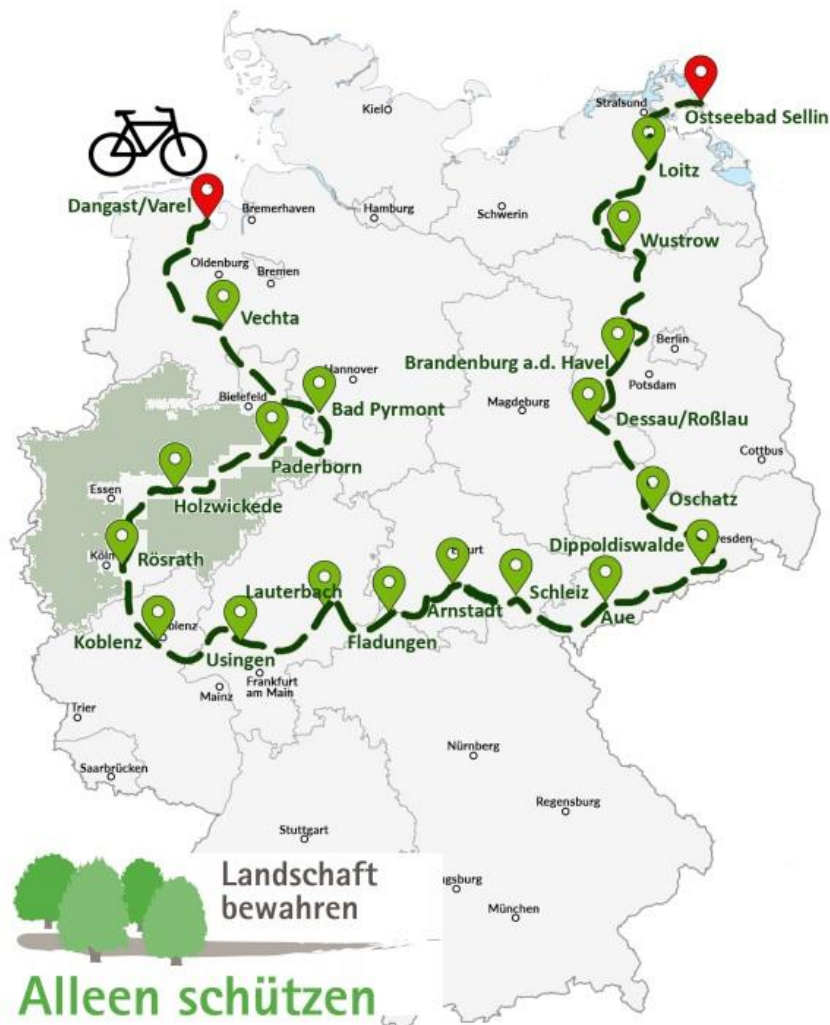 Kiel
Stralsund
Ostseebad Sellin
Loitz
Dangast/Varel
Bremerhaven
Hamburg
Schwerin
Wustrow
Oldenburg
Bremen
Vechta
Berlin
Brandenburg a.d. Havel
Hannover
Potsdam
Bielefeld
Magdeburg
Bad Pyrmont
Dessau/Roßlau
Cottbus
Paderborn
Essen
Holzwickede
Oschatz
Dippoldiswalde
Köln
Rösrath
Lauterbach
Schleiz
Arnstadt
Aue
Koblenz
Fladungen
Usingen
Frankfurt
am Main
Mainz
Trier
Nürnberg
Saarbrücken
Regensburg
Stuttgart
München
Landschaft
bewahren
Alleen schützen